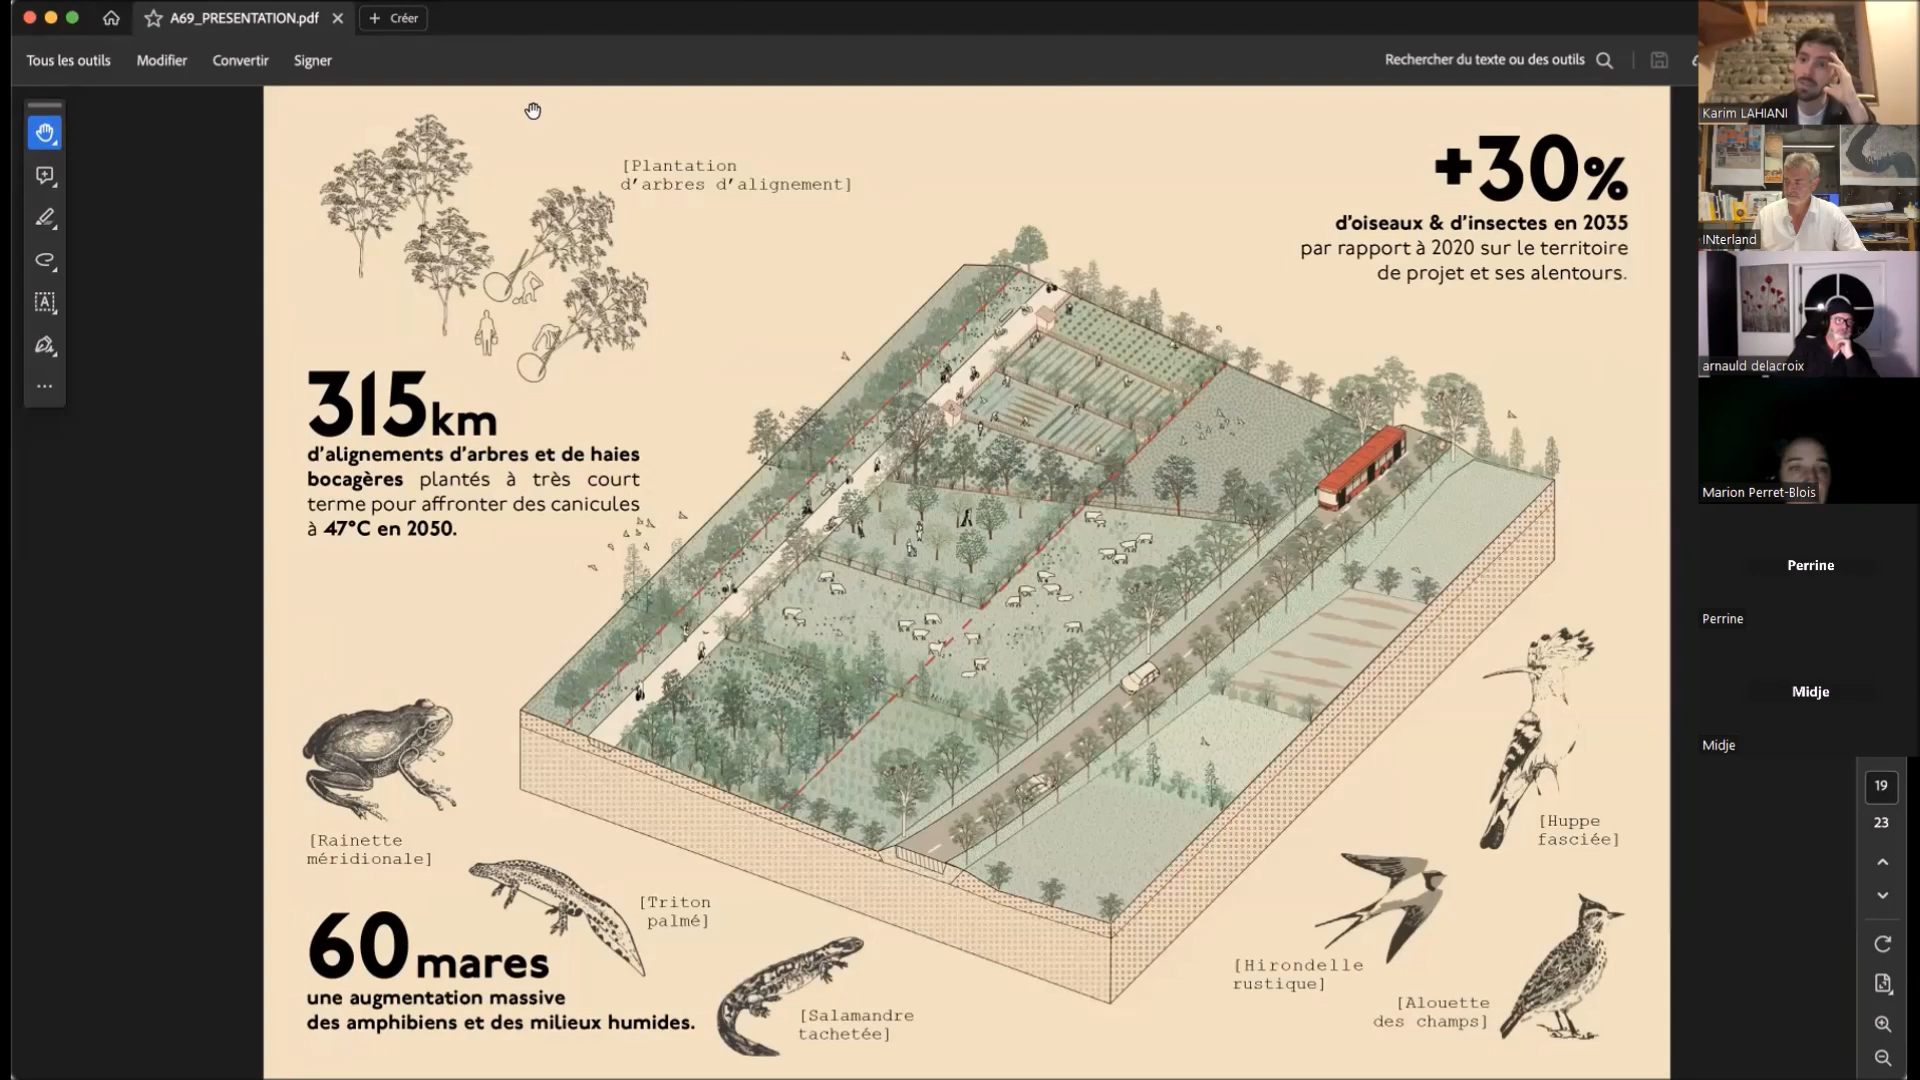 A69_PRESENTATION.pdf
Créer
Tous les outils
Modifier
Convertir
Signer
Rechercher du texte ou des outils
[Plantation
d’arbres d’alignement]
+30%
d’oiseaux & d’insectes en 2035
par rapport à 2020 sur le territoire
de projet et ses alentours.
315km
d’alignements d’arbres et de haies
bocagères plantés à très court
terme pour affronter des canicules
à 47°C en 2050.
[Rainette
méridionale]
[Triton
palmé]
60 mares
une augmentation massive
des amphibiens et des milieux humides.
[Salamandre
tachetée]
[Huppe
fasciée]
[Hirondelle
rustique]
[Alouette
des champs]
Karim LAHIANI
INterland
arnauld delacroix
Marion Perret-Blois
Perrine
Perrine
Midje
Midje
19
23